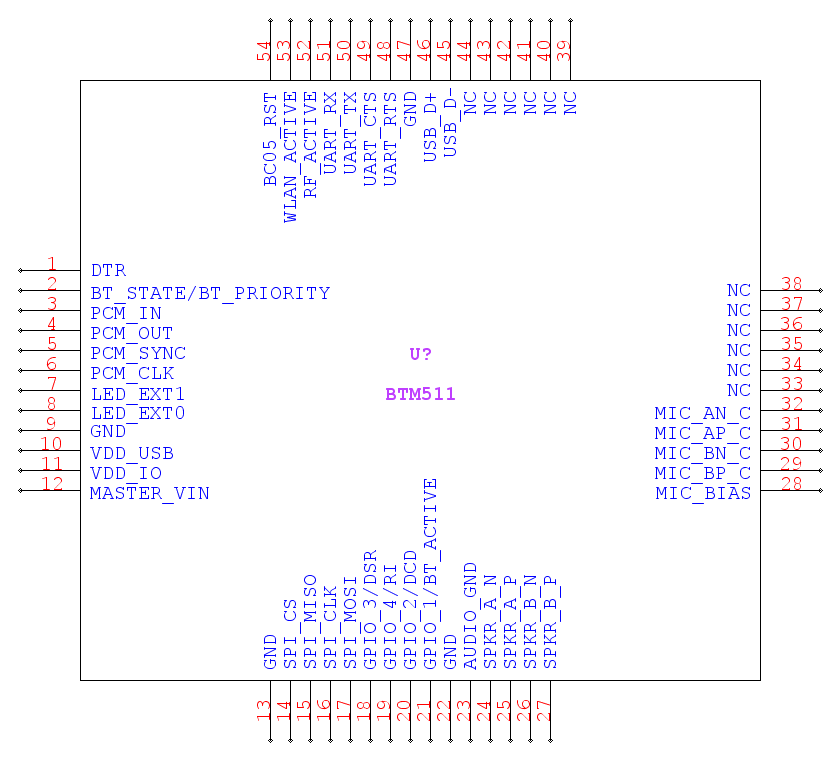 54 53 52 51 50 49 48 47 46 45 44 43 42 41 40 39
BC05_RST
WLAN_ACTIVE
RF_ACTIVE
UART_RX
UART_TX
UART_CTS
UART_RTS
GND
USB_D+
USB_D-
NC
NC
NC
NC
NC
NC
1 DTR
2 BT_STATE/BT_PRIORITY
3 PCM_IN
4 PCM_OUT
5 PCM_SYNC
6 PCM_CLK
7 LED_EXT1
8 LED_EXT0
9 GND
10 VDD_USB
11 VDD_IO
12 MASTER_VIN
U?
BTM511
NC 38
NC 37
NC 36
NC 35
NC 34
NC 33
MIC_AN_C 32
MIC_AP_C 31
MIC_BN_C 30
MIC_BP_C 29
MIC_BIAS 28
GND
SPI_CS
SPI_MISO
SPI_CLK
SPI_MOSI
GPIO_3/DSR
GPIO_4/RI
GPIO_2/DCD
GPIO_1/BT_ACTIVE
GND
AUDIO_GND
SPKR_A_N
SPKR_A_P
SPKR_B_N
SPKR_B_P
13 14 15 16 17 18 19 20 21 22 23 24 25 26 27